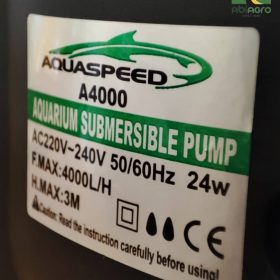 ablAgro
AQUASPEED
A4000
AQUARIUM SUBMERSIBLE PUMP
AC220V~240V 50/60Hz 24w
F.MAX:4000L/H
H.MAX:3M
CE
Caution: Read the instruction carefully before using!